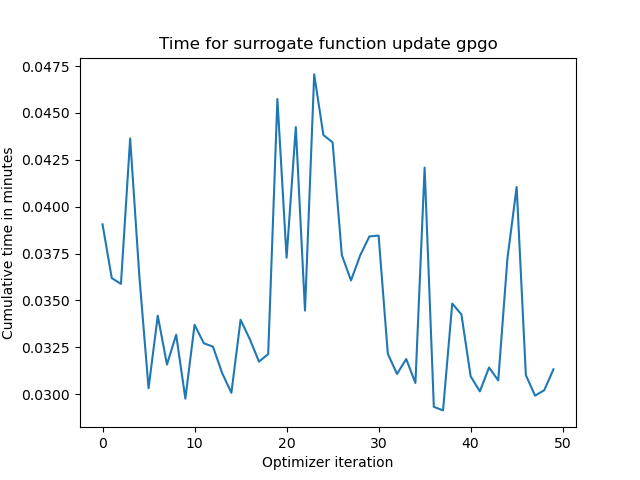 Time for surrogate function update gpgo
Cumulative time in minutes
0.0475
0.0450
0.0425
0.0400
0.0375
0.0350
0.0325
0.0300
0 10 20 30 40 50
Optimizer iteration